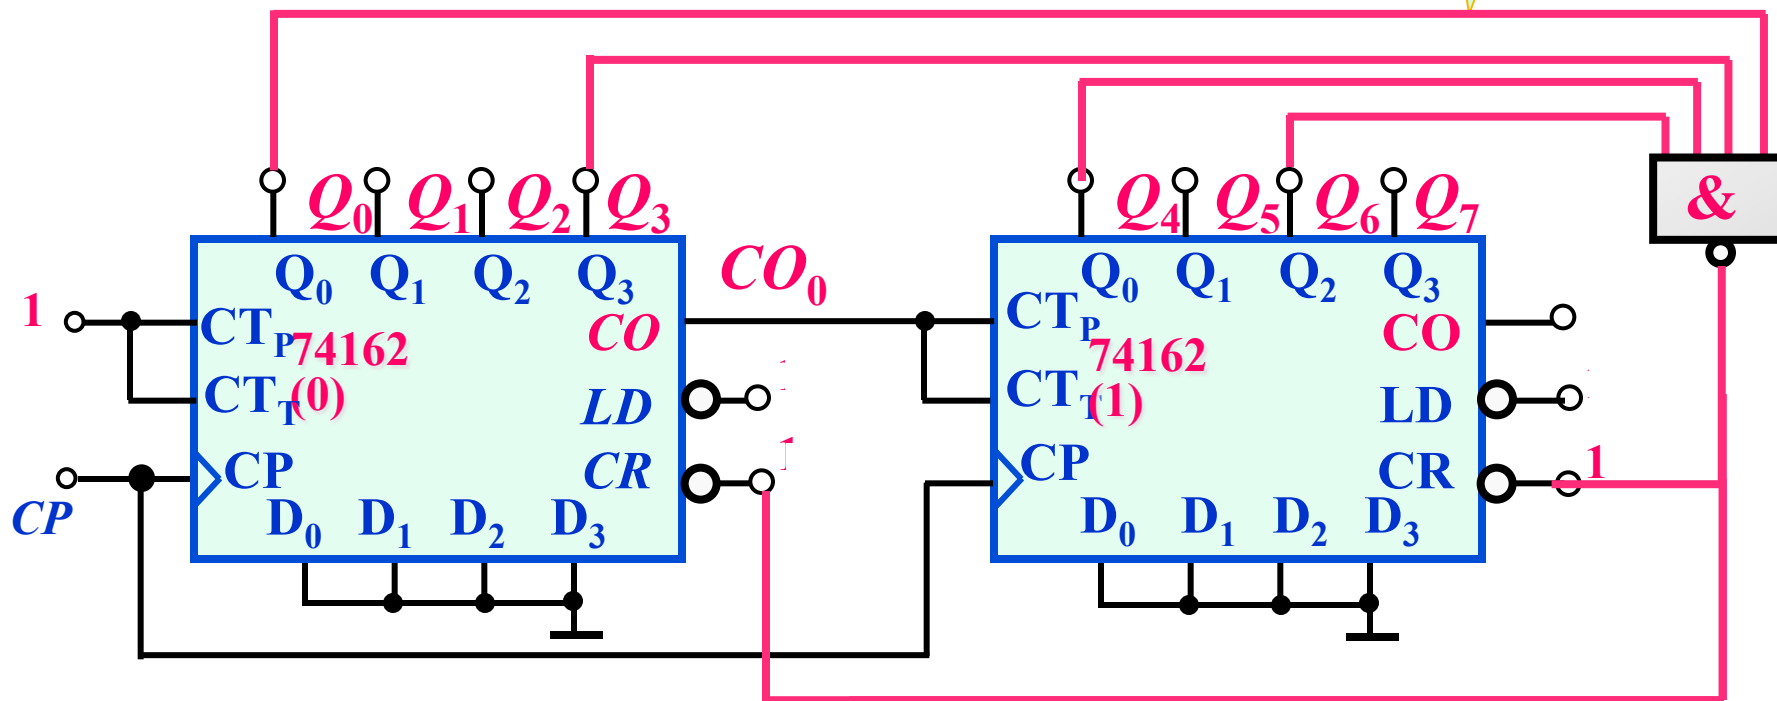 Q0 Q1 Q2 Q3
Q4 Q5 Q6 Q7
&
CO0
1
CP
Q0 Q1 Q2 Q3
CTP
74162
CO
CTT
(0)
LD
CP
CR
D0 D1 D2 D3
1
Q0 Q1 Q2 Q3
CTP
74162
CO
CTT
(1)
LD
CP
CR
1
D0 D1 D2 D3